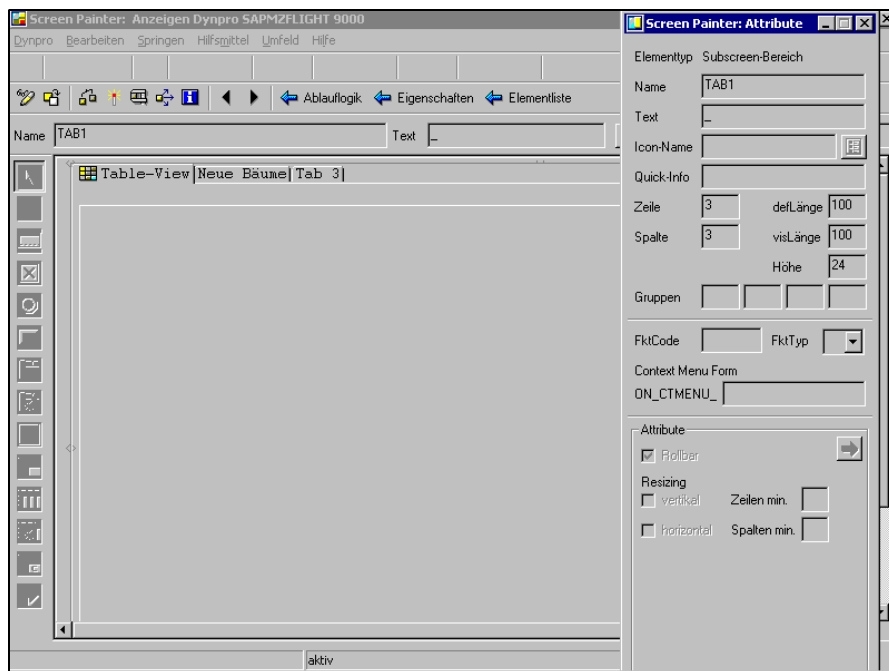 Screen Painter: Anzeigen Dynpro SAPMZFLIGHT 9000
Dynpro Bearbeiten Springen Hilfsmittel Umfeld Hilfe
Ablauflogik Eigenschaften Elementliste
Name TAB1 Text _
Table-View Neue Bäume Tab 3
aktiv
Screen Painter: Attribute
Elementtyp Subscreen-Bereich
Name TAB1
Text _
Icon-Name
Quick-Info
Zeile 3 defLänge 100
Spalte 3 visLänge 100
Höhe 24
Gruppen
FktCode FktTyp
Context Menu Form
ON_CTMENU_
Attribute
Rollbar
Resizing
vertikal Zeilen min.
horizontal Spalten min.